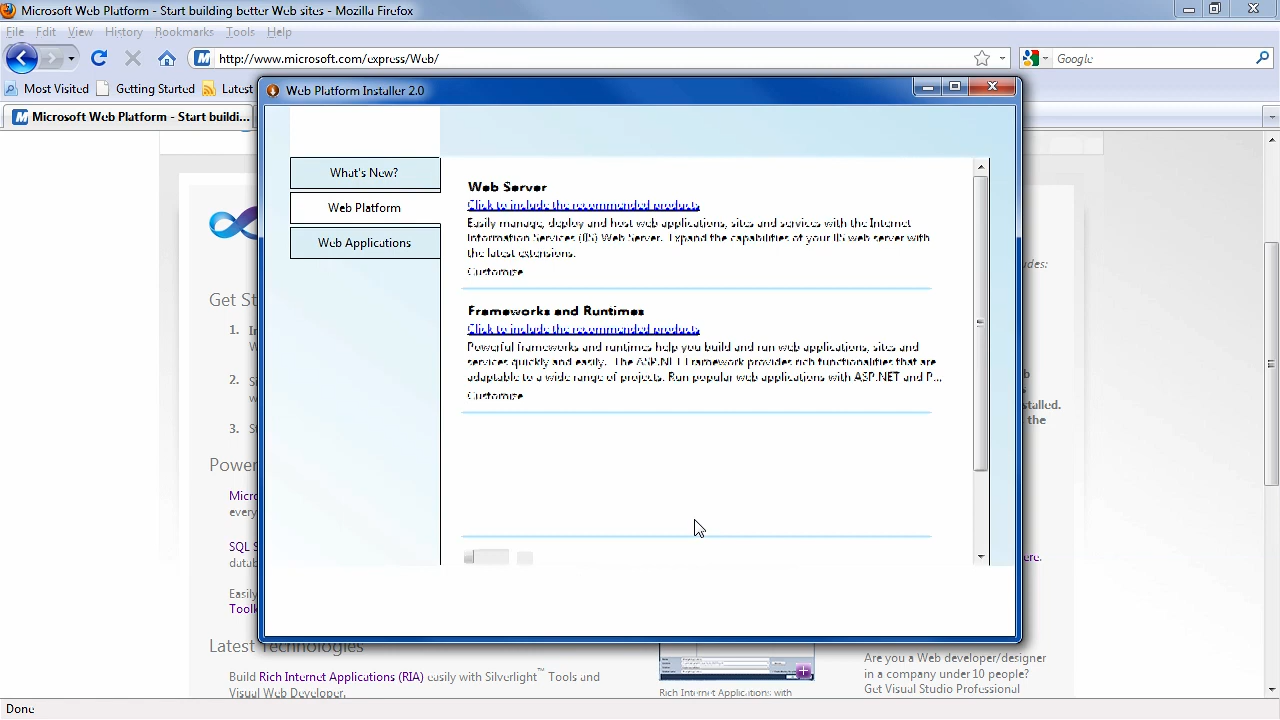 Microsoft Web Platform - Start building better Web sites - Mozilla Firefox
File Edit View History Bookmarks Tools Help
http://www.microsoft.com/express/Web/
Google
Most Visited Getting Started Latest
Microsoft Web Platform - Start buildi...
Web Platform Installer 2.0
What's New?
Web Platform
Web Applications
Web Server
Click to include the recommended products
Easily manage, deploy and host web applications, sites and services with the Internet
Information Services (IIS) Web Server. Expand the capabilities of your IIS web server with
the latest extensions.
Customize
Frameworks and Runtimes
Click to include the recommended products
Powerful frameworks and runtimes help you build and run web applications, sites and
services quickly and easily. The ASP.NET Framework provides rich functionalities that are
adaptable to a wide range of projects. Run popular web applications with ASP.NET and P...
Customize
Get St
1. In
W
2. S
3. S
Power
Micro
every
SQL S
datab
Easily
Toolk
udes:
b
s
stalled.
the
ere.
Latest Technologies
Build Rich Internet Applications (RIA) easily with Silverlight™ Tools and
Visual Web Developer.
Rich Internet Applications with
Are you a Web developer/designer
in a company under 10 people?
Get Visual Studio Professional
Done